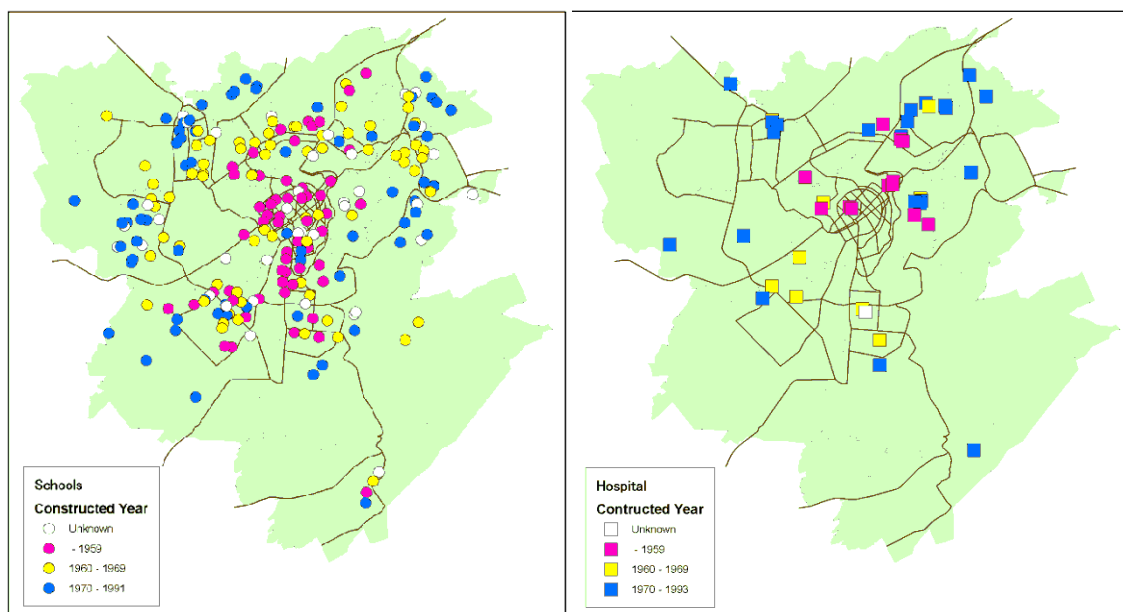 Schools
Constructed Year
Unknown
- 1959
1960 - 1969
1970 - 1991
Hospital
Contructed Year
Unknown
- 1959
1960 - 1969
1970 - 1993